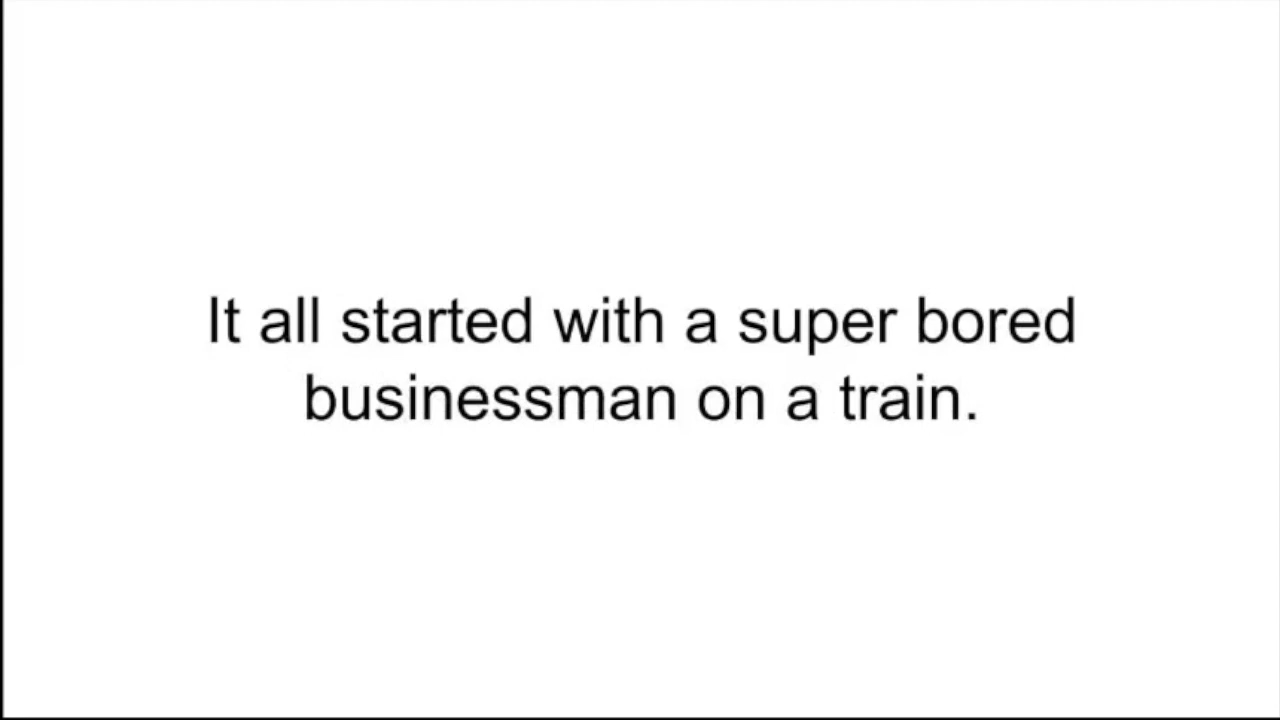 It all started with a super bored
businessman on a train.